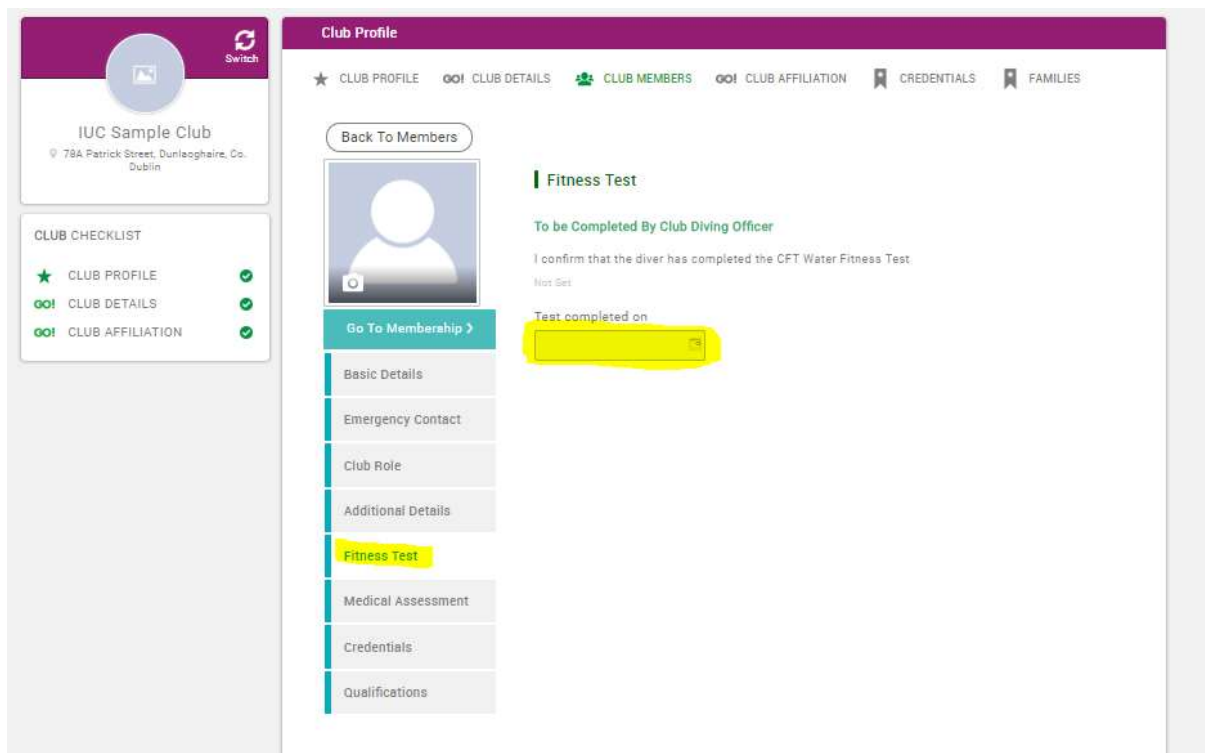 Switch
IUC Sample Club
78A Patrick Street, Dunlaoghaire, Co.
Dublin
CLUB CHECKLIST
CLUB PROFILE
GO! CLUB DETAILS
GO! CLUB AFFILIATION
Club Profile
CLUB PROFILE GO! CLUB DETAILS CLUB MEMBERS GO! CLUB AFFILIATION CREDENTIALS FAMILIES
Back To Members
Go To Membership >
Basic Details
Emergency Contact
Club Role
Additional Details
Fitness Test
Medical Assessment
Credentials
Qualifications
Fitness Test
To be Completed By Club Diving Officer
I confirm that the diver has completed the CFT Water Fitness Test
Not Set
Test completed on